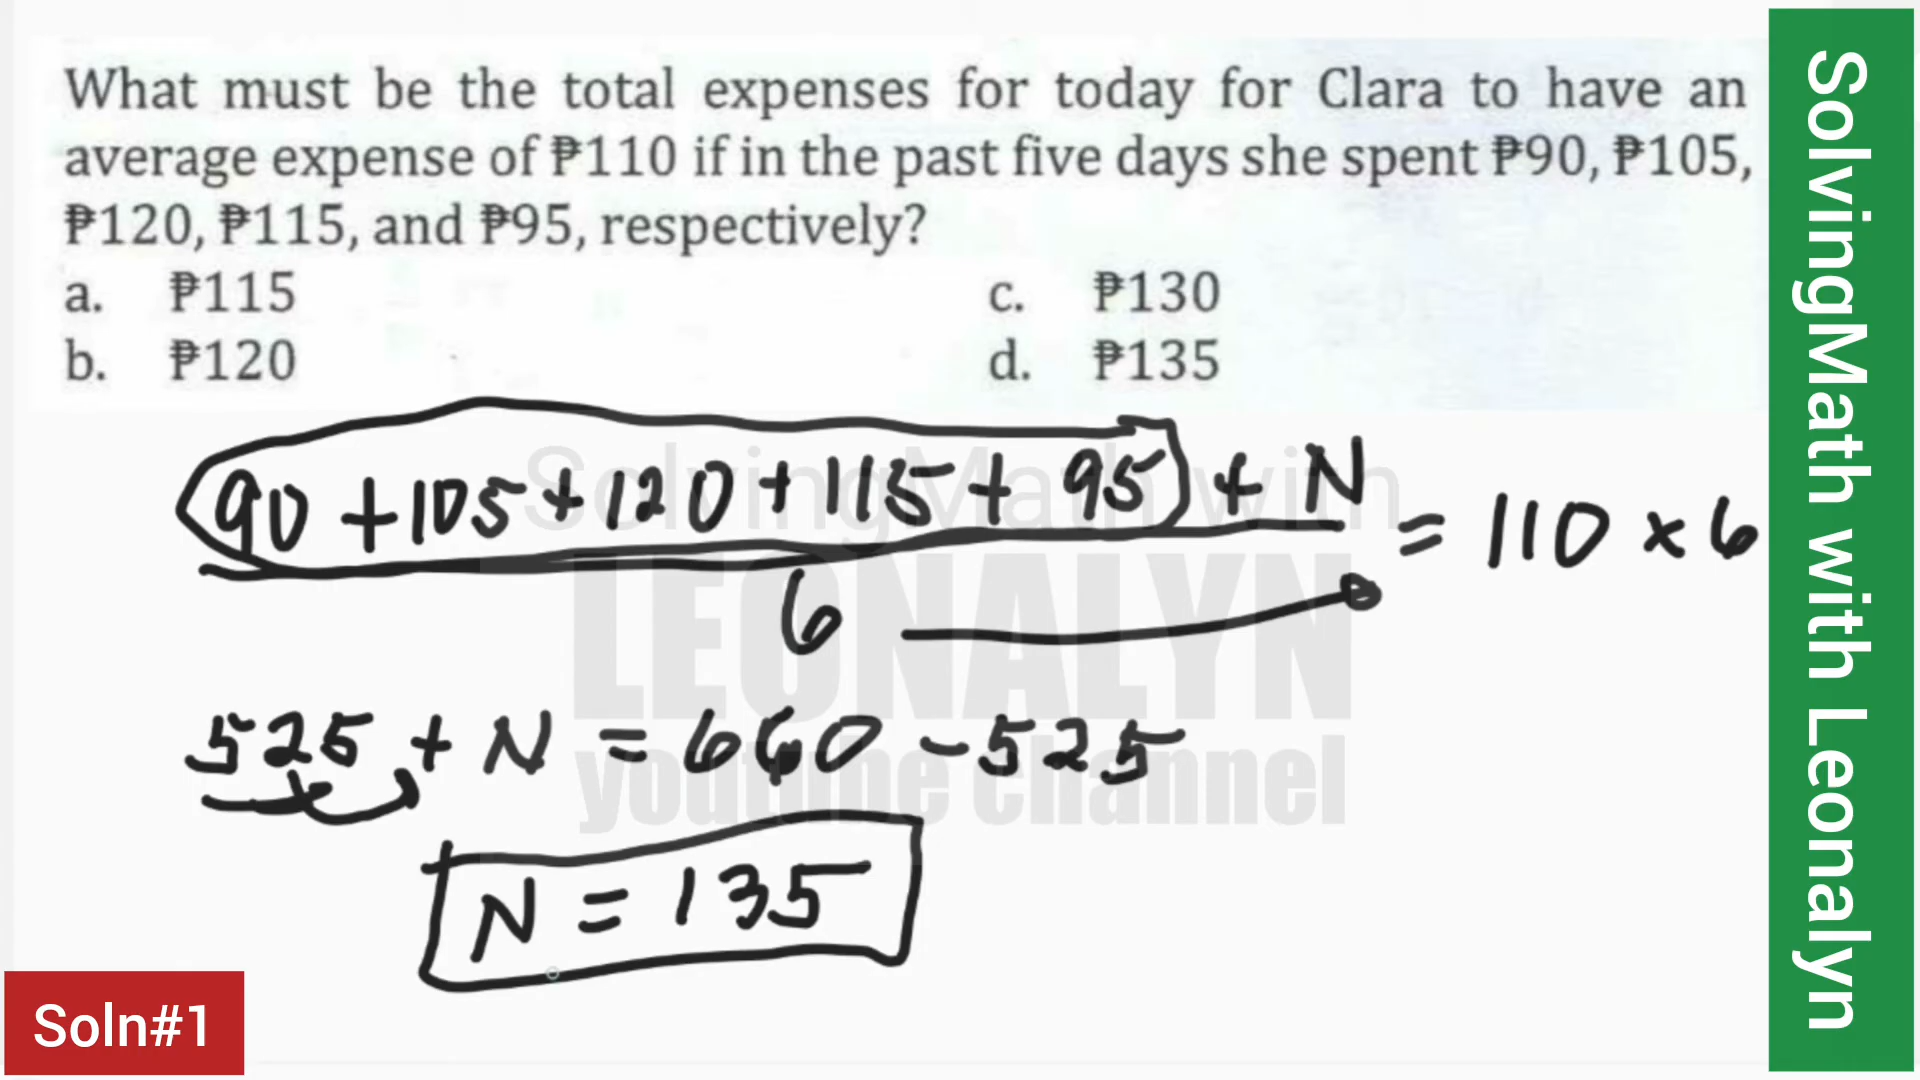 What must be the total expenses for today for Clara to have an
average expense of ₱110 if in the past five days she spent ₱90, ₱105,
₱120, ₱115, and ₱95, respectively?
a. ₱115
c. ₱130
b. ₱120
d. ₱135
90 + 105 + 120 + 115 + 95 + N
= 110 x 6
6
525 + N = 660 - 525
N = 135
SolvingMath with
LEONALYN
youtube channel
Soln#1
SolvingMath with Leonalyn